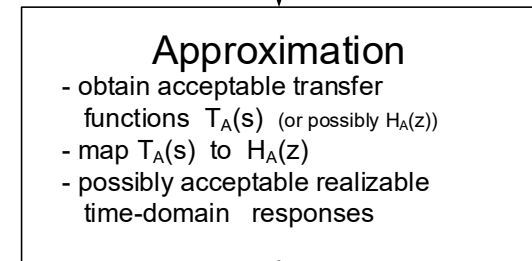 Approximation
- obtain acceptable transfer
functions T_A(s) (or possibly H_A(z))
- map T_A(s) to H_A(z)
- possibly acceptable realizable
time-domain responses